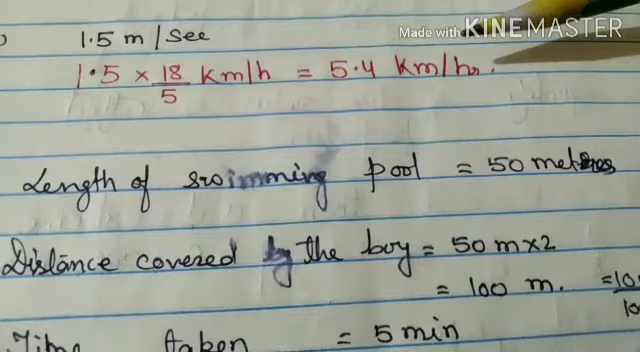 Made with KINEMASTER
1.5 m/sec
1.5 × 18/5 km/h = 5.4 km/hr.
Length of swimming pool = 50 metres
Distance covered by the boy = 50 m×2
= 100 m.
Time taken = 5 min